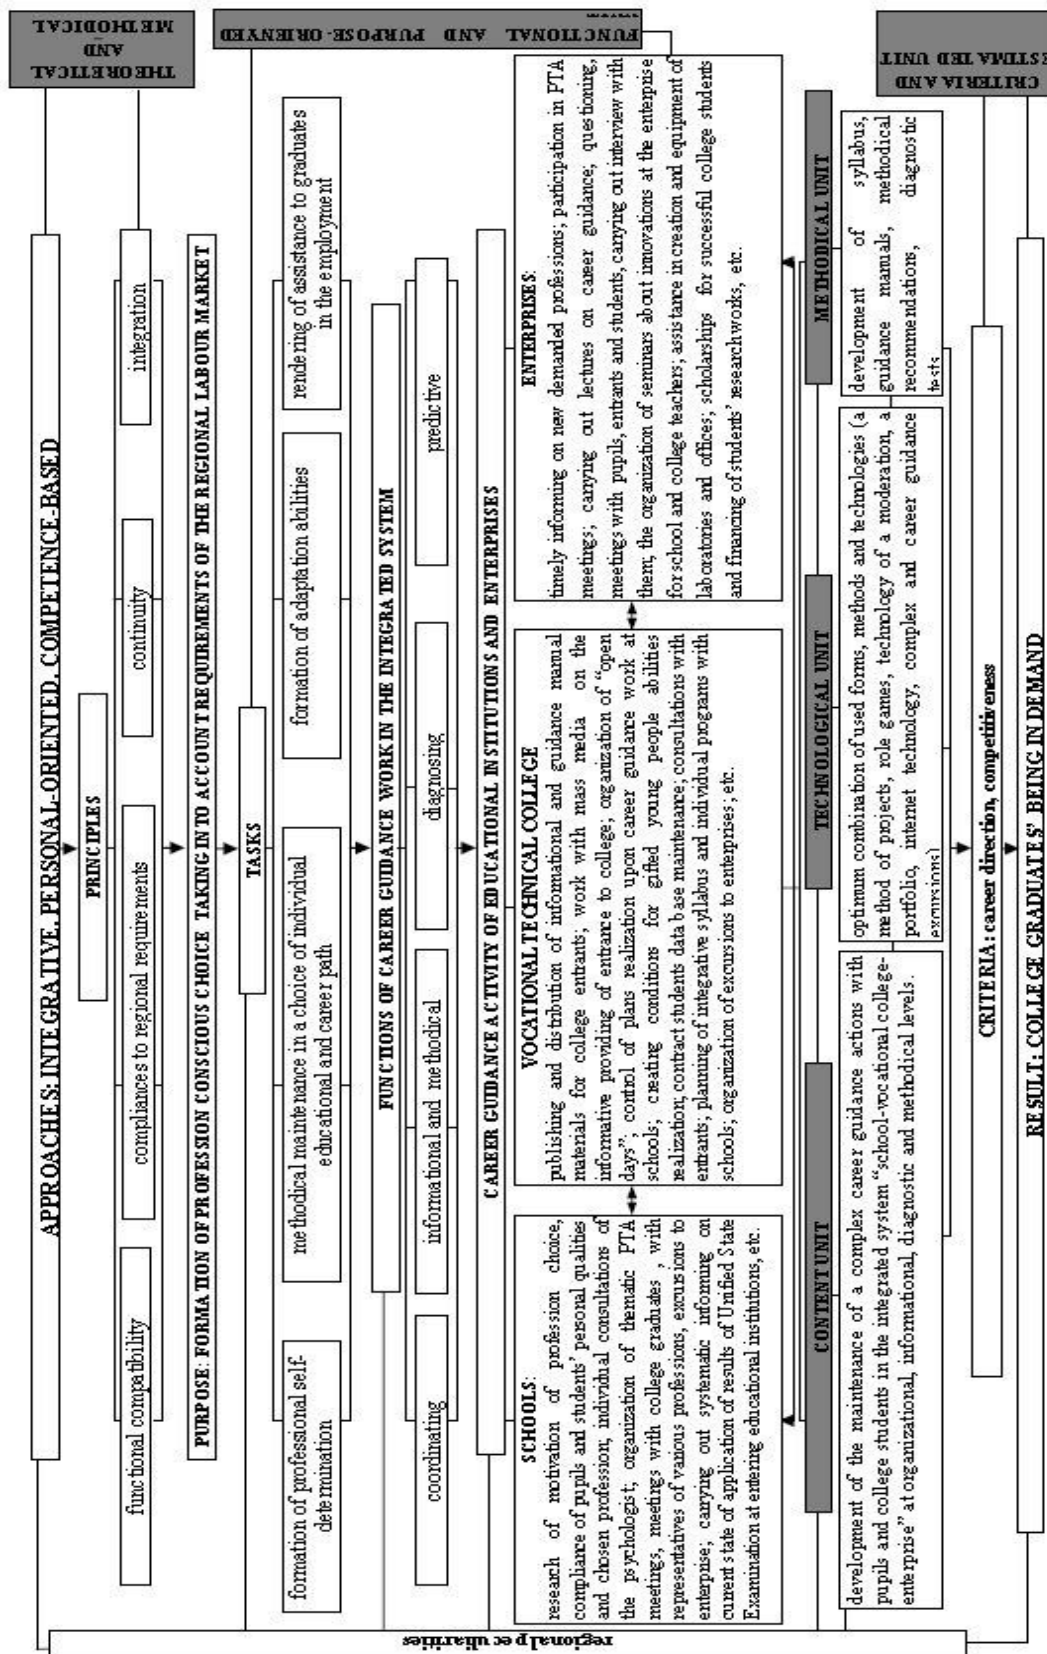 THEORETICAL
AND
METHODICAL
APPROACHES: INTEGRATIVE, PERSONAL-ORIENTED, COMPETENCE-BASED
PRINCIPLES
functional compatibility
compliances to regional requirements
continuity
integration
PURPOSE: FORMATION OF PROFESSION CONSCIOUS CHOICE TAKING IN TO ACCOUNT REQUIREMENTS OF THE REGIONAL LABOUR MARKET
FUNCTIONAL AND PURPOSE-ORIENYED
TASKS
formation of professional self-
determination
methodical maintenance in a choice of individual
educational and career path
formation of adaptation abilities
rendering of assistance to graduates
in the employment
FUNCTIONS OF CAREER GUIDANCE WORK IN THE INTEGRATED SYSTEM
coordinating
informational and methodical
diagnosing
predictive
CAREER GUIDANCE ACTIVITY OF EDUCATIONAL INSTITUTIONS AND ENTERPRISES
SCHOOLS:
research of motivation of profession choice,
compliance of pupils and students' personal qualities
and chosen profession; individual consultations of
the psychologist; organization of thematic PTA
meetings, meetings with college graduates , with
representatives of various professions, excursions to
enterprise; carrying out systematic informing on
current state of application of results of Unified State
Examination at entering educational institutions, etc.
VOCATIONAL TECHNICAL COLLEGE
publishing and distribution of informational and guidance manual
materials for college entrants; work with mass media on the
informative providing of entrance to college; organization of "open
days", control of plans realization upon career guidance work at
schools; creating conditions for gifted young people abilities
realization; contract students data base maintenance; consultations with
entrants; planning of integrative syllabus and individual programs with
schools; organization of excursions to enterprises; etc.
ENTERPRISES:
timely informing on new demanded professions; participation in PTA
meetings; carrying out lectures on career guidance; questioning,
meetings with pupils, entrants and students, carrying out interview with
them; the organization of seminars about innovations at the enterprise
for school and college teachers; assistance in creation and equipment of
laboratories and offices; scholarships for successful college students
and financing of students' research works, etc.
CONTENT UNIT
TECHNOLOGICAL UNIT
METHODICAL UNIT
development of the maintenance of a complex career guidance actions with
pupils and college students in the integrated system "school-vocational college-
enterprise" at organizational, informational, diagnostic and methodical levels.
optimum combination of used forms, methods and technologies (a
method of projects, role games, technology of a moderation, a
portfolio, internet technology, complex and career guidance
excursions)
development of syllabus,
guidance manuals, methodical
recommendations, diagnostic
tests
CRITERIA AND
ESTIMATED UNIT
CRITERIA: career direction, competitiveness
RESULT: COLLEGE GRADUATES' BEING IN DEMAND
regional peculiarities